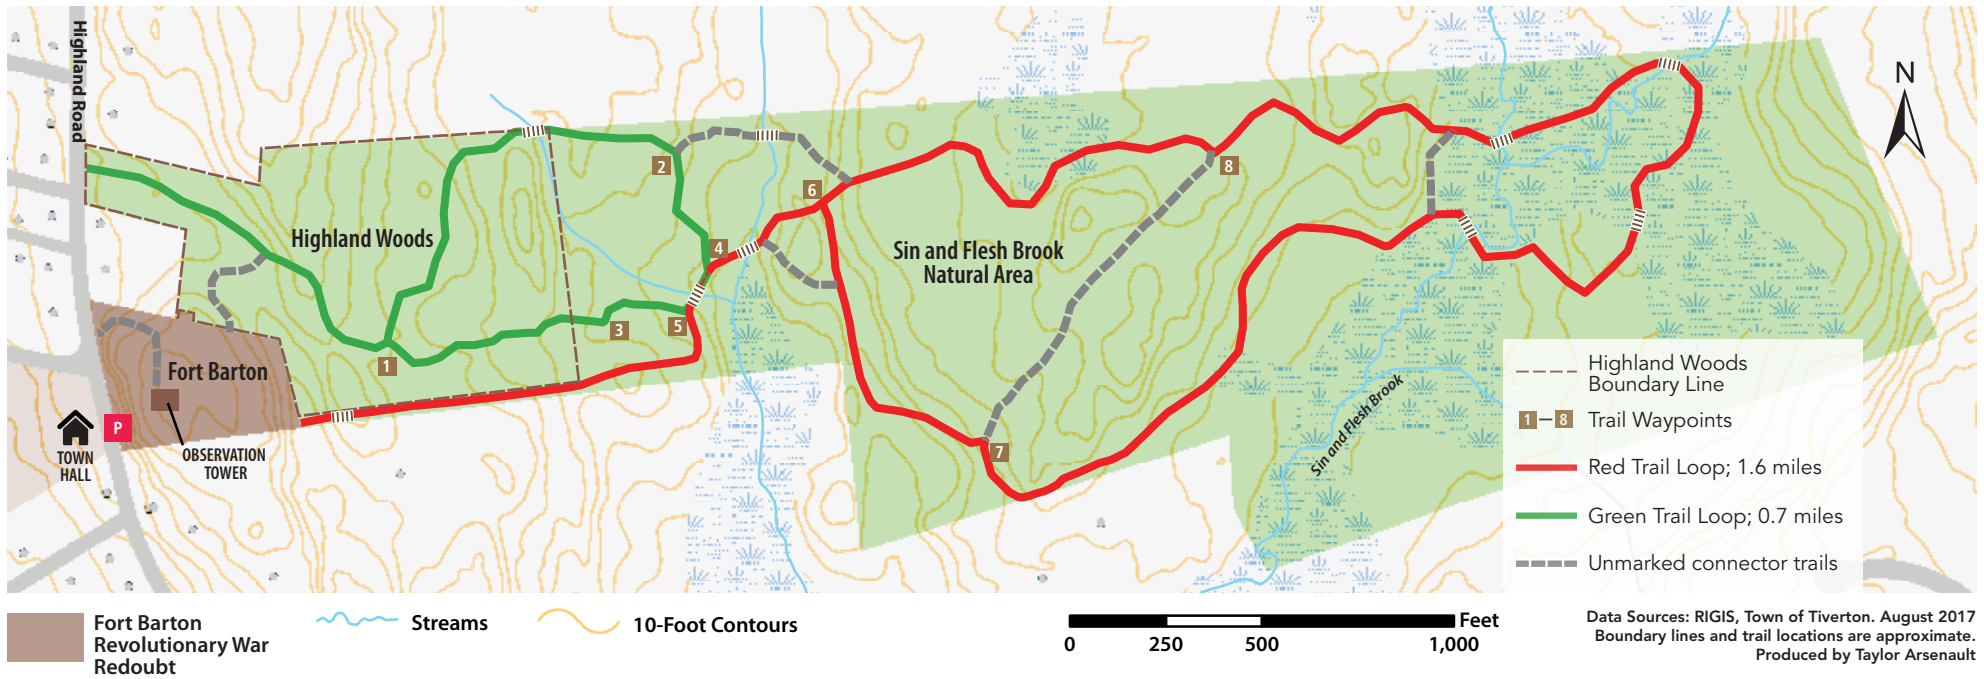 Highland Road
N
2
8
6
Highland Woods
4
Sin and Flesh Brook
Natural Area
3
5
1
Fort Barton
7
P
TOWN
HALL
OBSERVATION
TOWER
Sin and Flesh Brook
Highland Woods
Boundary Line
1 – 8 Trail Waypoints
Red Trail Loop; 1.6 miles
Green Trail Loop; 0.7 miles
Unmarked connector trails
Fort Barton
Revolutionary War
Redoubt
Streams
10-Foot Contours
Feet
0 250 500 1,000
Data Sources: RIGIS, Town of Tiverton. August 2017
Boundary lines and trail locations are approximate.
Produced by Taylor Arsenault